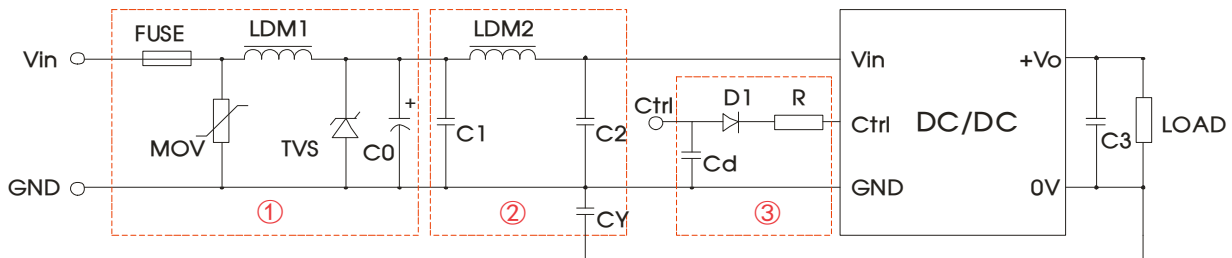 FUSE
LDM1
LDM2
Vin
Vin
+Vo
MOV
TVS
+
C0
C1
C2
Ctrl
D1
R
Ctrl
DC/DC
C3
LOAD
Cd
GND
GND
0V
①
②
CY
③